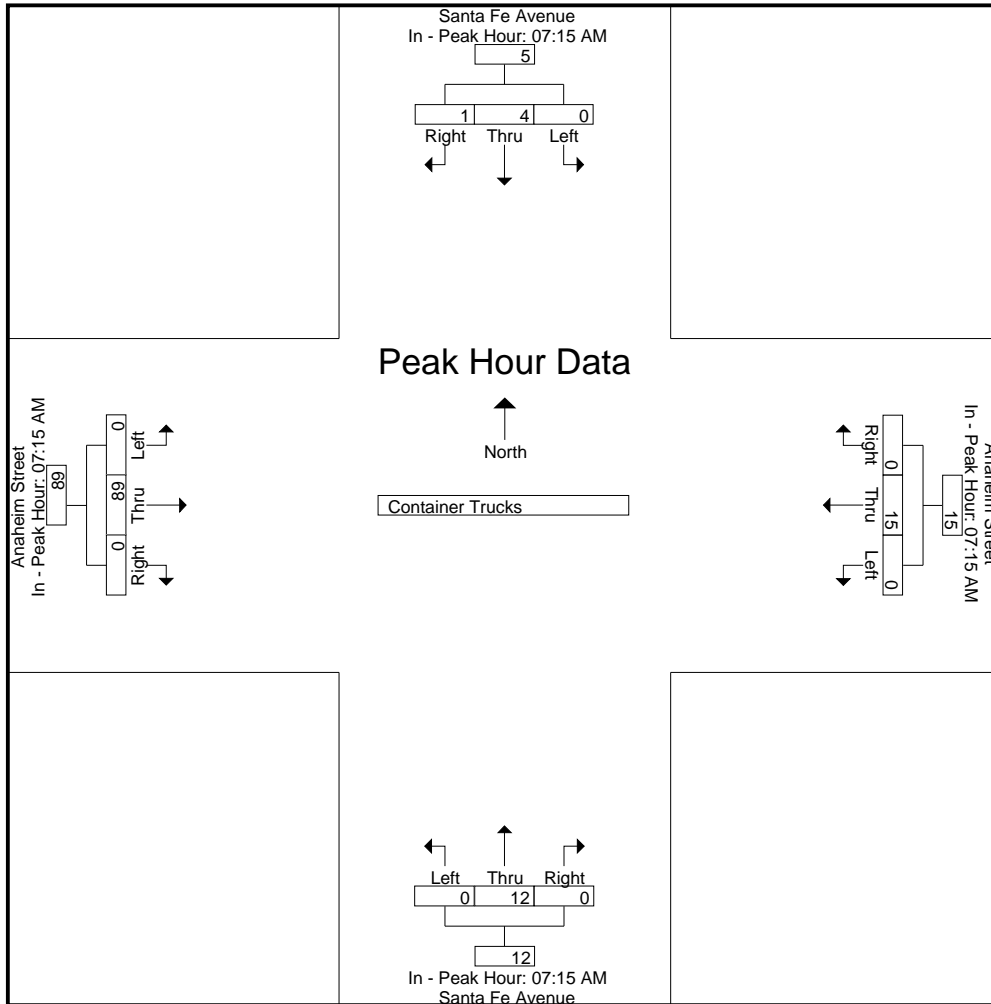 Santa Fe Avenue
In - Peak Hour: 07:15 AM
5
1 4 0
Right Thru Left
Peak Hour Data
North
Container Trucks
Anaheim Street
In - Peak Hour: 07:15 AM
89
0 89 0
Left Thru Right
Anaheim Street
In - Peak Hour: 07:15 AM
15
0 15 0
Right Thru Left
Left Thru Right
0 12 0
12
In - Peak Hour: 07:15 AM
Santa Fe Avenue